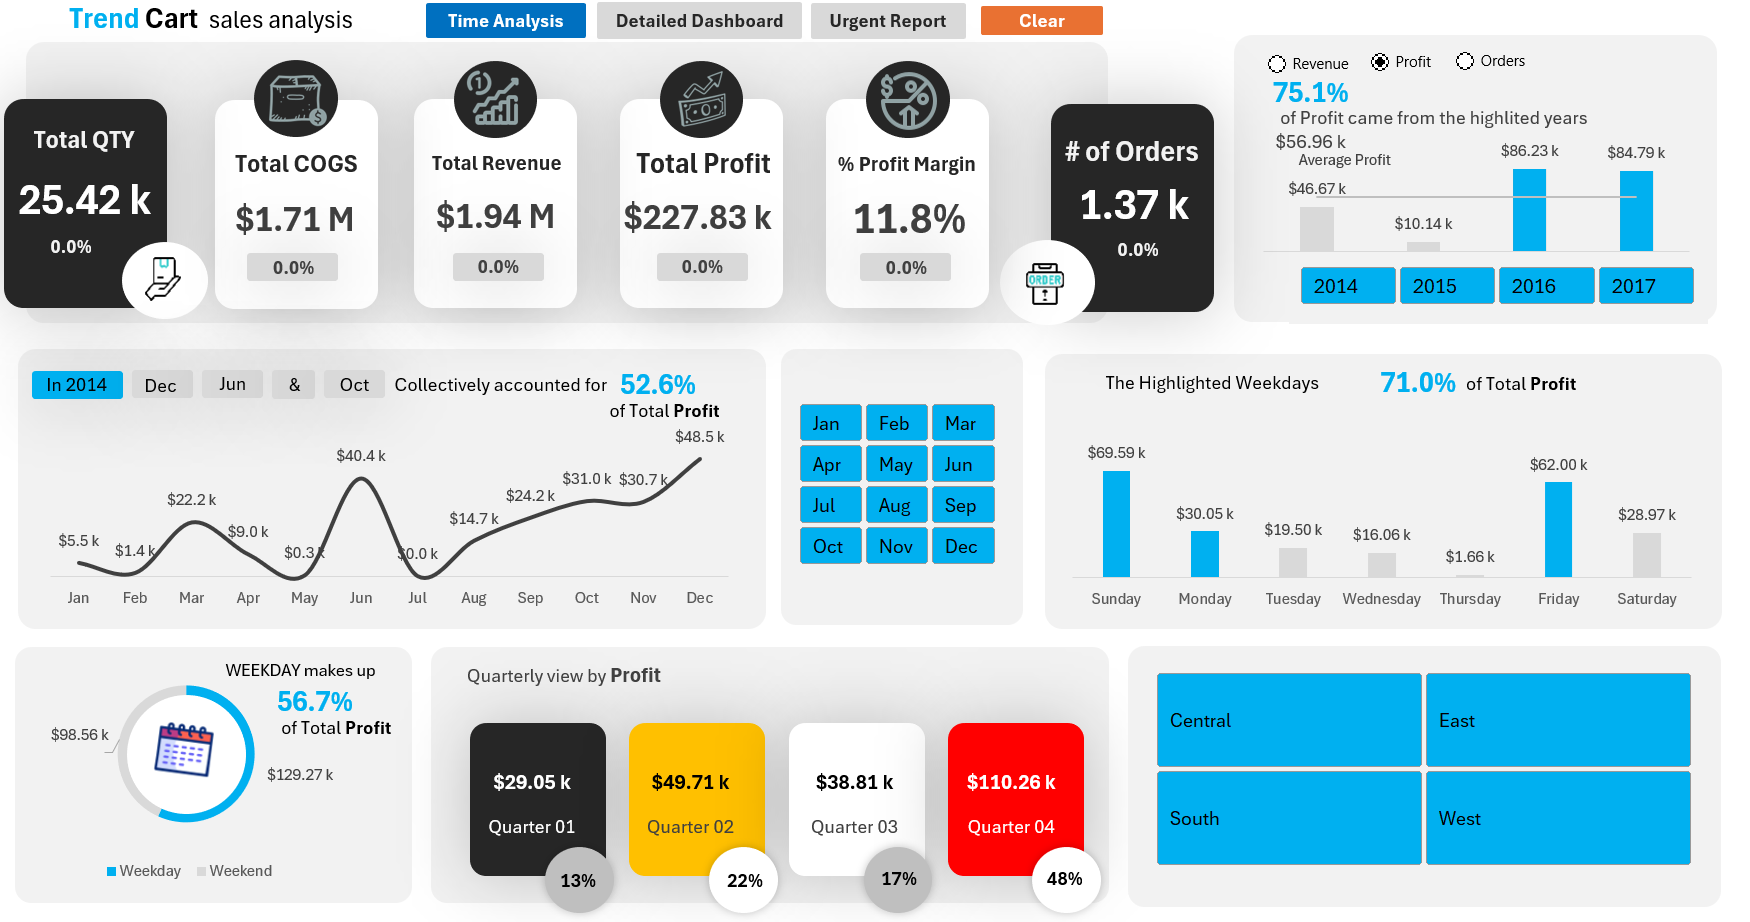 Trend Cart sales analysis
Time Analysis
Detailed Dashboard
Urgent Report
Clear
Total QTY
25.42 k
0.0%
Total COGS
$1.71 M
0.0%
Total Revenue
$1.94 M
0.0%
Total Profit
$227.83 k
0.0%
% Profit Margin
11.8%
0.0%
ORDER
# of Orders
1.37 k
0.0%
Revenue Profit Orders
75.1%
of Profit came from the highlited years
$56.96 k
Average Profit
$46.67 k
$10.14 k
$86.23 k
$84.79 k
2014 2015 2016 2017
In 2014 Dec Jun & Oct Collectively accounted for 52.6%
of Total Profit
$5.5 k
$1.4 k
$22.2 k
$9.0 k
$0.3 k
$40.4 k
$0.0 k
$14.7 k
$24.2 k
$31.0 k
$30.7 k
$48.5 k
Jan Feb Mar Apr May Jun Jul Aug Sep Oct Nov Dec
Jan Feb Mar
Apr May Jun
Jul Aug Sep
Oct Nov Dec
The Highlighted Weekdays 71.0% of Total Profit
$69.59 k
$30.05 k
$19.50 k
$16.06 k
$1.66 k
$62.00 k
$28.97 k
Sunday Monday Tuesday Wednesday Thursday Friday Saturday
WEEKDAY makes up
56.7%
of Total Profit
$98.56 k
$129.27 k
Weekday Weekend
Quarterly view by Profit
$29.05 k
Quarter 01
13%
$49.71 k
Quarter 02
22%
$38.81 k
Quarter 03
17%
$110.26 k
Quarter 04
48%
Central East
South West